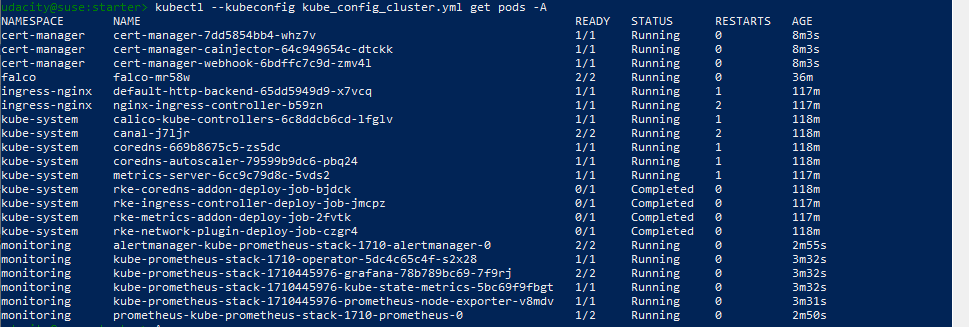 udacity@suse:starter> kubectl --kubeconfig kube_config_cluster.yml get pods -A
NAMESPACE NAME READY STATUS RESTARTS AGE
cert-manager cert-manager-7dd5854bb4-whz7v 1/1 Running 0 8m3s
cert-manager cert-manager-cainjector-64c949654c-dtckk 1/1 Running 0 8m3s
cert-manager cert-manager-webhook-6bdffc7c9d-zmv4l 1/1 Running 0 8m3s
falco falco-mr58w 2/2 Running 0 36m
ingress-nginx default-http-backend-65dd5949d9-x7vcq 1/1 Running 1 117m
ingress-nginx nginx-ingress-controller-b59zn 1/1 Running 2 117m
kube-system calico-kube-controllers-6c8ddcb6cd-lfglv 1/1 Running 1 118m
kube-system canal-j7ljr 2/2 Running 2 118m
kube-system coredns-669b8675c5-zs5dc 1/1 Running 1 118m
kube-system coredns-autoscaler-79599b9dc6-pbq24 1/1 Running 1 118m
kube-system metrics-server-6cc9c79d8c-5vds2 1/1 Running 1 117m
kube-system rke-coredns-addon-deploy-job-bjdck 0/1 Completed 0 118m
kube-system rke-ingress-controller-deploy-job-jmcpz 0/1 Completed 0 117m
kube-system rke-metrics-addon-deploy-job-2fvtk 0/1 Completed 0 117m
kube-system rke-network-plugin-deploy-job-czgr4 0/1 Completed 0 118m
monitoring alertmanager-kube-prometheus-stack-1710-alertmanager-0 2/2 Running 0 2m55s
monitoring kube-prometheus-stack-1710-operator-5dc4c65c4f-s2x28 1/1 Running 0 3m32s
monitoring kube-prometheus-stack-1710445976-grafana-78b789bc69-7f9rj 2/2 Running 0 3m32s
monitoring kube-prometheus-stack-1710445976-kube-state-metrics-5bc69f9fbgt 1/1 Running 0 3m32s
monitoring kube-prometheus-stack-1710445976-prometheus-node-exporter-v8mdv 1/1 Running 0 3m31s
monitoring prometheus-kube-prometheus-stack-1710-prometheus-0 1/2 Running 0 2m50s